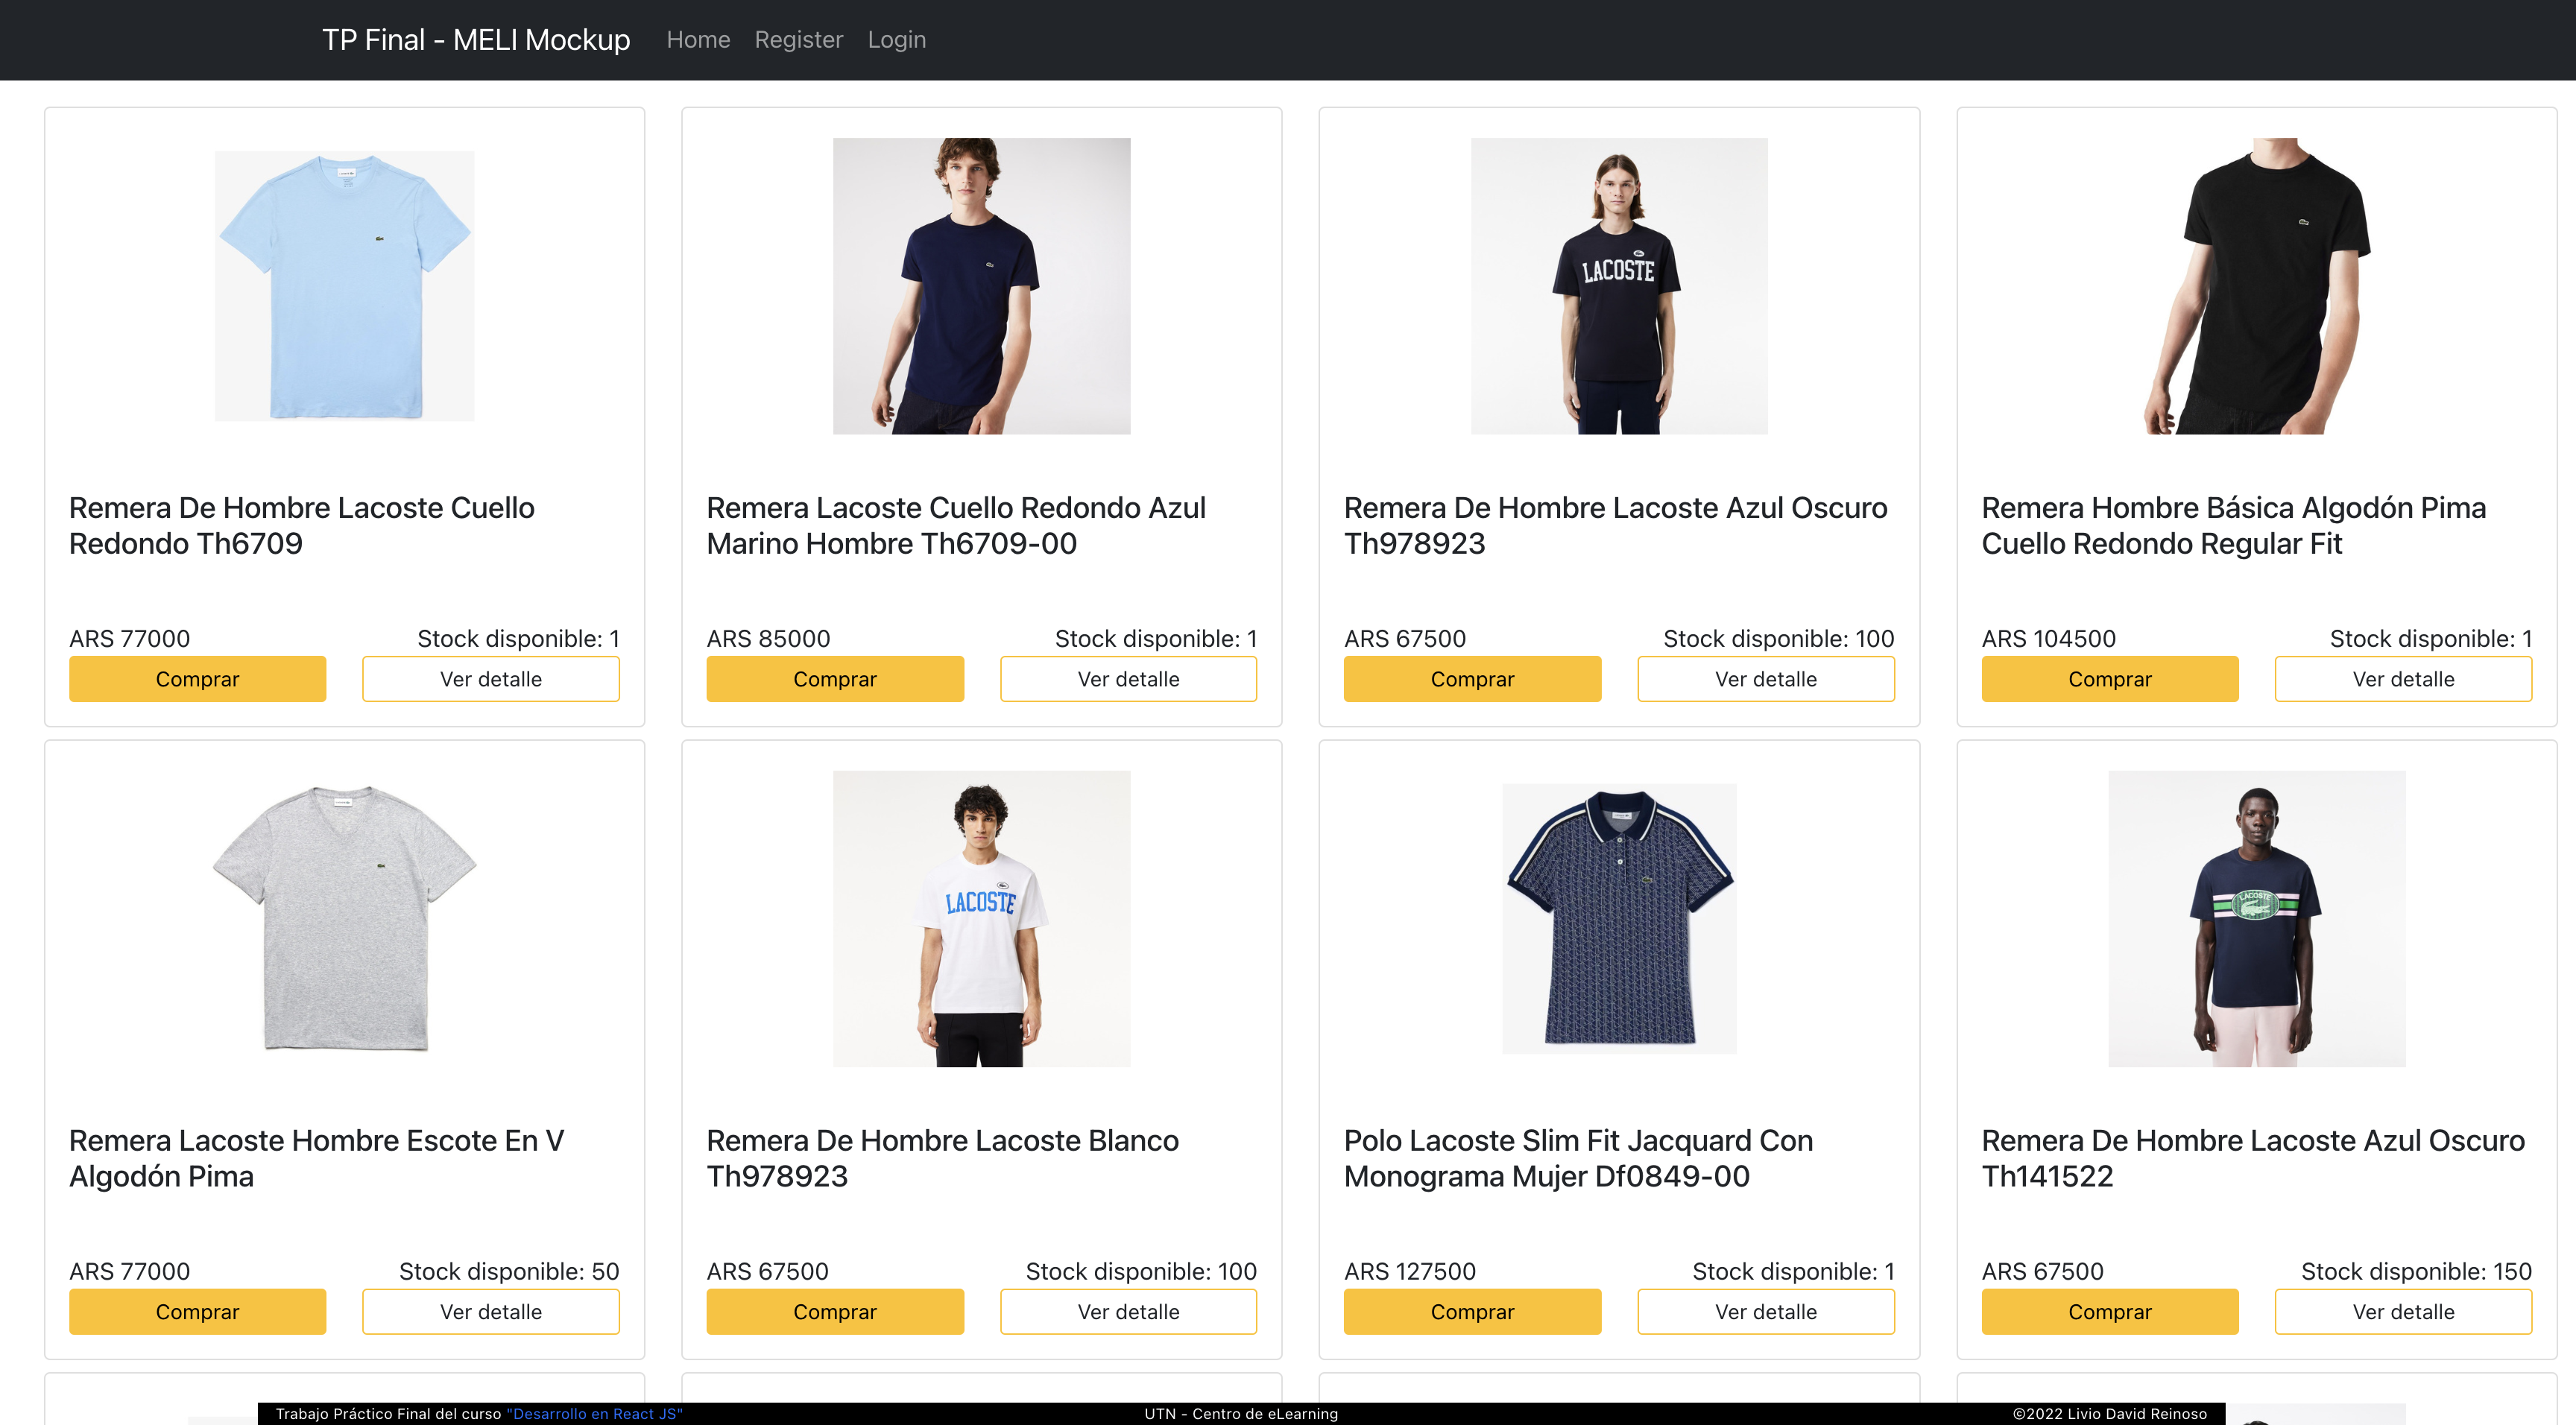 TP Final - MELI Mockup Home Register Login
LACOSTE
Remera De Hombre Lacoste Cuello
Redondo Th6709
ARS 77000 Stock disponible: 1
Comprar Ver detalle
Remera Lacoste Cuello Redondo Azul
Marino Hombre Th6709-00
ARS 85000 Stock disponible: 1
Comprar Ver detalle
Remera De Hombre Lacoste Azul Oscuro
Th978923
ARS 67500 Stock disponible: 100
Comprar Ver detalle
Remera Hombre Básica Algodón Pima
Cuello Redondo Regular Fit
ARS 104500 Stock disponible: 1
Comprar Ver detalle
LACOSTE
LACOSTE
Remera Lacoste Hombre Escote En V
Algodón Pima
ARS 77000 Stock disponible: 50
Comprar Ver detalle
Remera De Hombre Lacoste Blanco
Th978923
ARS 67500 Stock disponible: 100
Comprar Ver detalle
Polo Lacoste Slim Fit Jacquard Con
Monograma Mujer Df0849-00
ARS 127500 Stock disponible: 1
Comprar Ver detalle
Remera De Hombre Lacoste Azul Oscuro
Th141522
ARS 67500 Stock disponible: 150
Comprar Ver detalle
Trabajo Práctico Final del curso "Desarrollo en React JS" UTN - Centro de eLearning ©2022 Livio David Reinoso